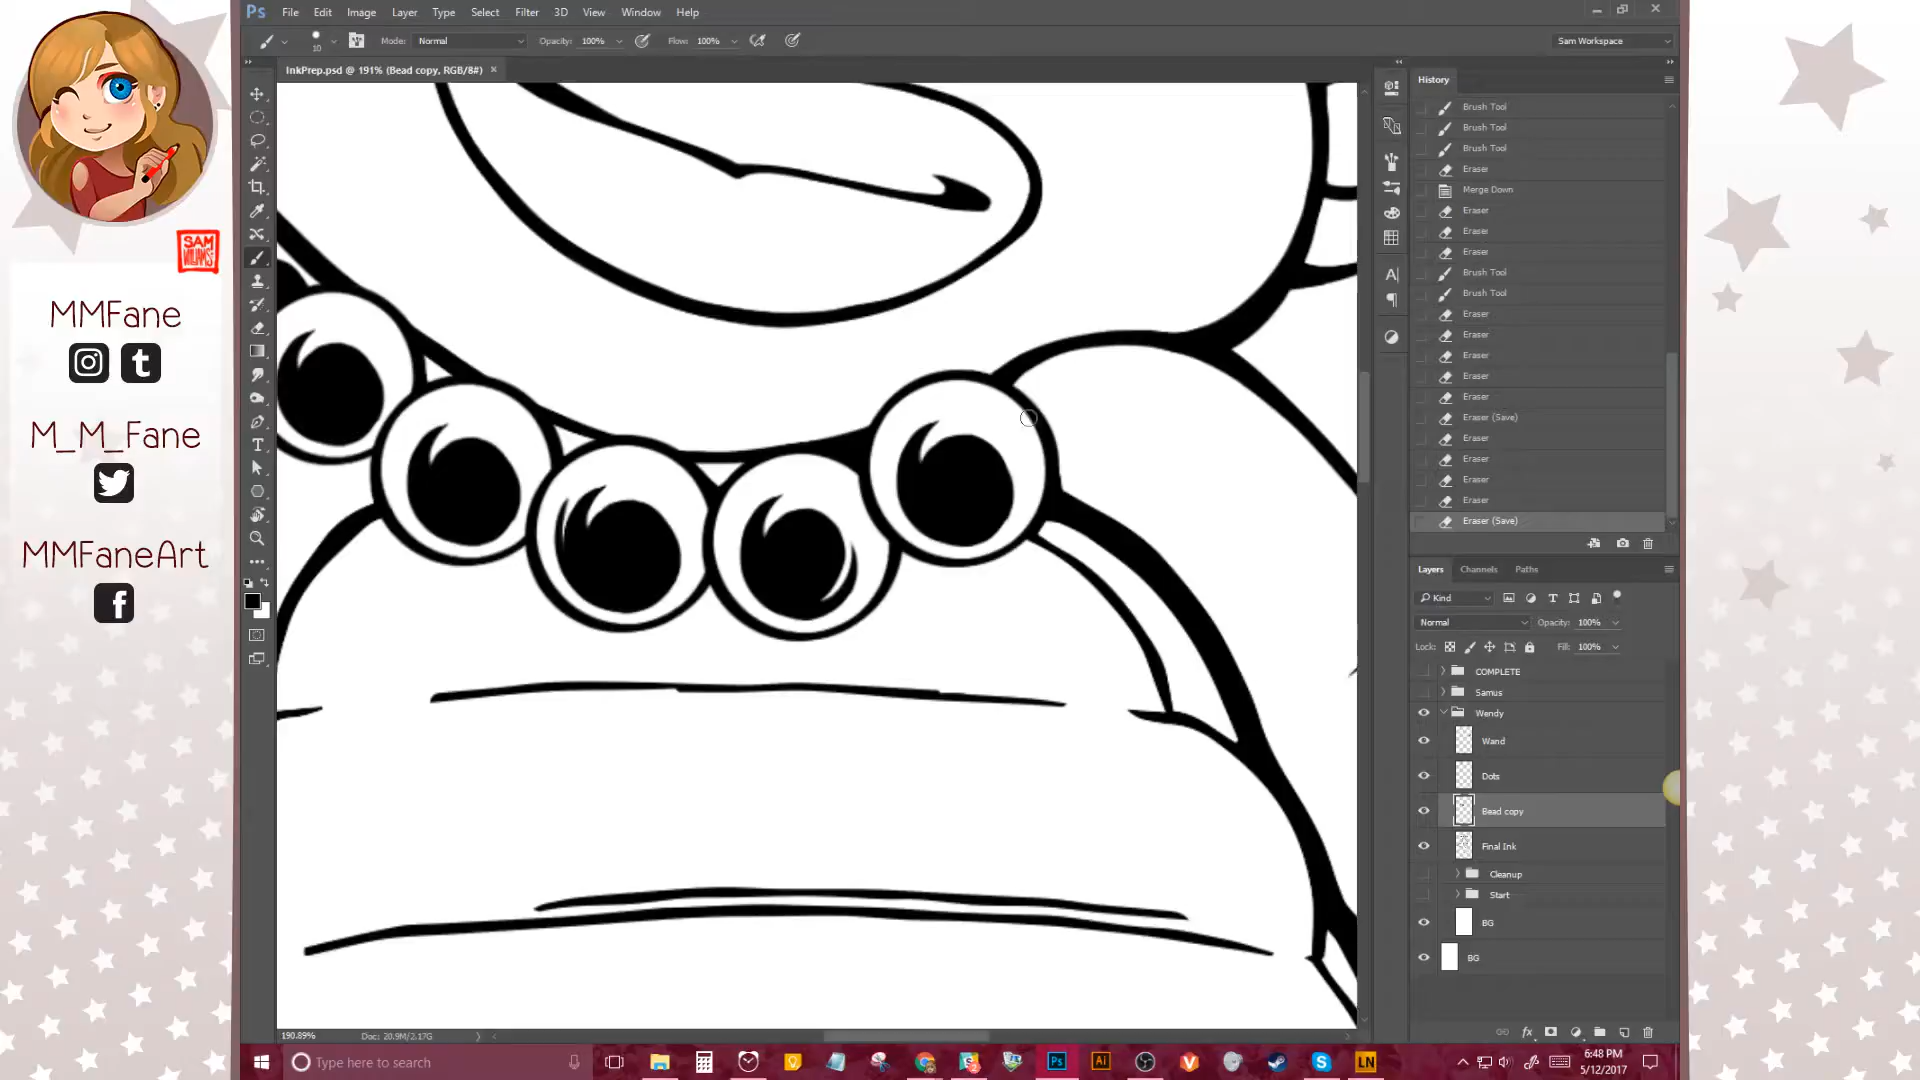 Ps File Edit Image Layer Type Select Filter 3D View Window Help
10 Mode: Normal Opacity: 100% Flow: 100% Sam Workspace
InkPrep.psd @ 191% (Bead copy, RGB/8#) ×
SAM
WILLIAMS
MMFane
M_M_Fane
MMFaneArt
History
Brush Tool
Brush Tool
Brush Tool
Eraser
Merge Down
Eraser
Eraser
Eraser
Brush Tool
Brush Tool
Eraser
Eraser
Eraser
Eraser
Eraser
Eraser (Save)
Eraser
Eraser
Eraser
Eraser
Eraser (Save)
Layers Channels Paths
Kind
Normal Opacity: 100%
Lock: Fill: 100%
COMPLETE
Samus
Wendy
Wand
Dots
Bead copy
Final Ink
Cleanup
Start
BG
BG
190.89% Doc: 20.9M/2.17G
Type here to search
Ps Ai LN
6:48 PM
5/12/2017